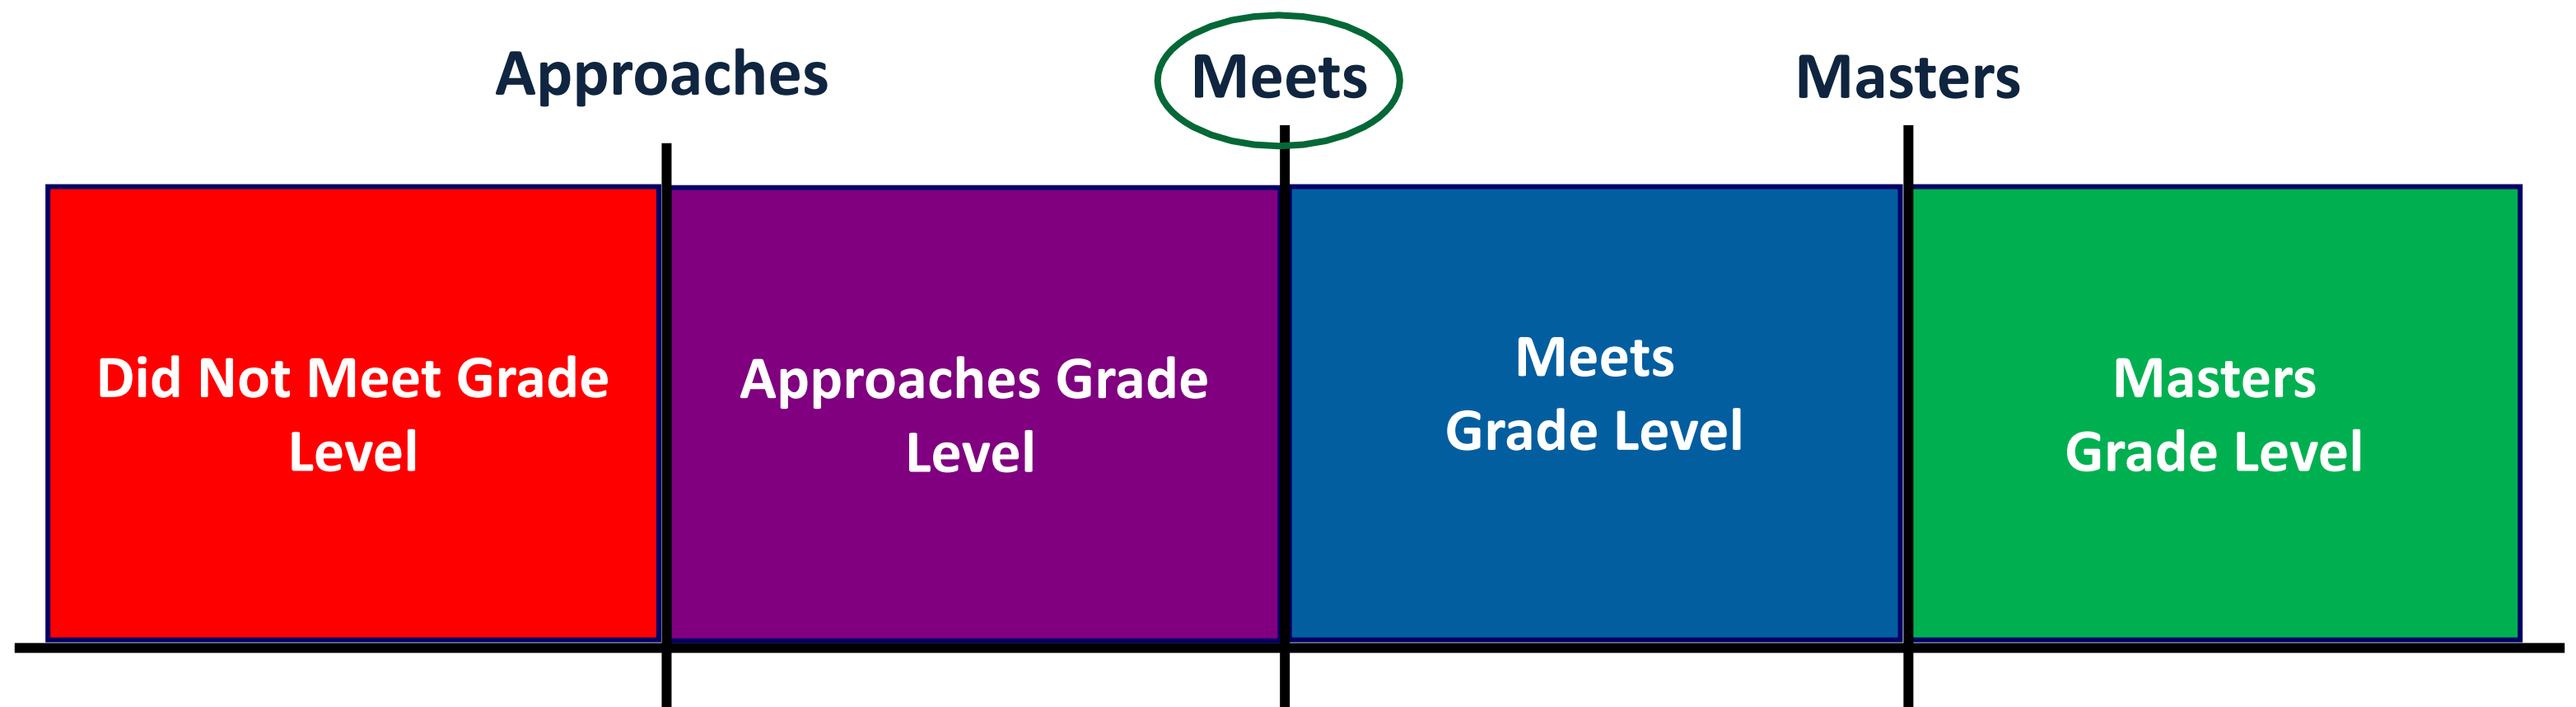 Approaches
Meets
Masters
Did Not Meet Grade
Level
Approaches Grade
Level
Meets
Grade Level
Masters
Grade Level